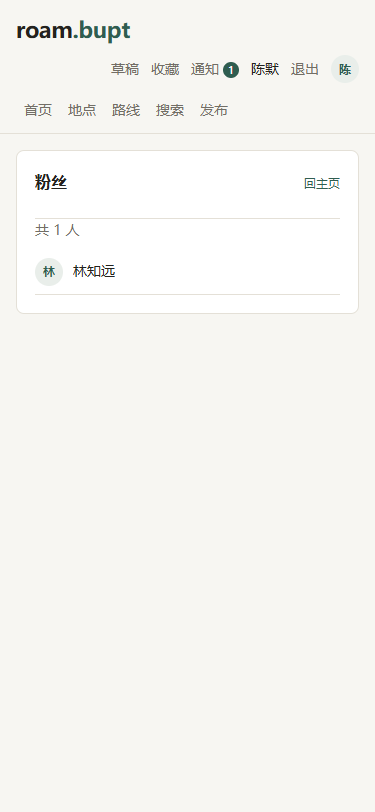 roam.bupt
草稿 收藏 通知 1 陈默 退出 陈
首页 地点 路线 搜索 发布
粉丝 回主页
共 1 人
林 林知远